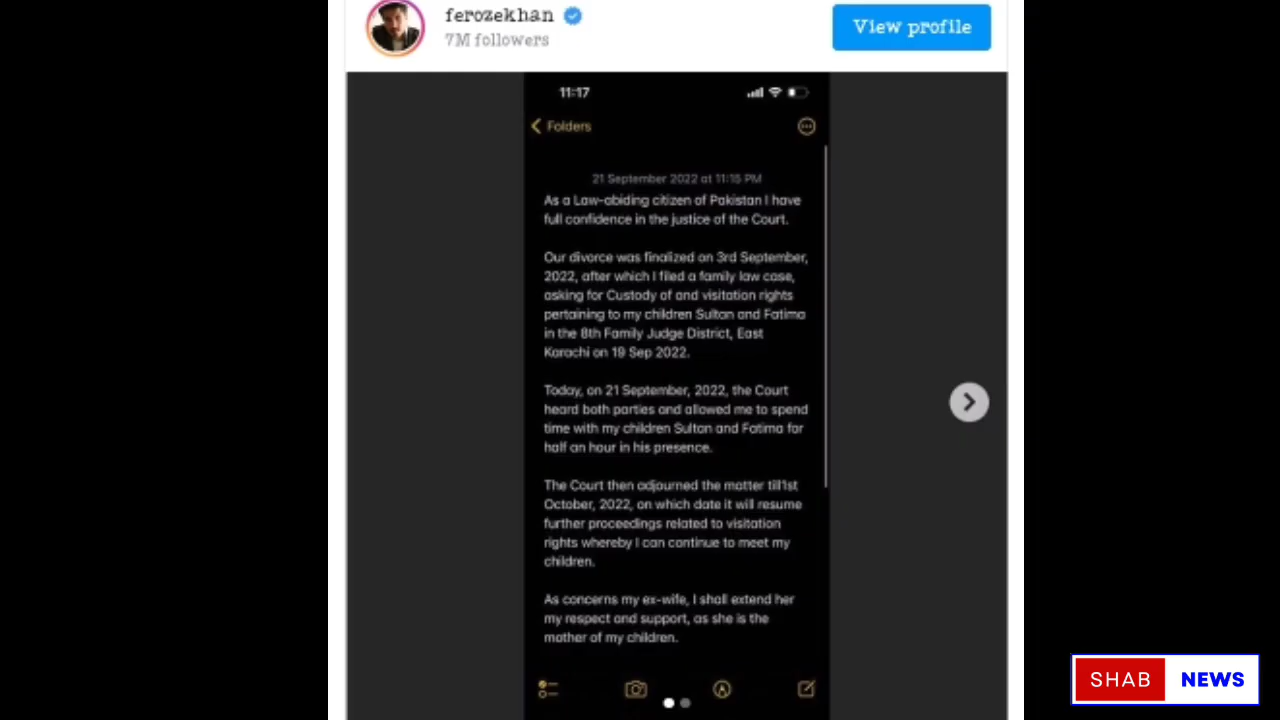 ferozekhan
7M followers
View profile
11:17
Folders
21 September 2022 at 11:15 PM
As a Law-abiding citizen of Pakistan I have
full confidence in the justice of the Court.
Our divorce was finalized on 3rd September,
2022, after which I filed a family law case,
asking for Custody of and visitation rights
pertaining to my children Sultan and Fatima
in the 8th Family Judge District, East
Karachi on 19 Sep 2022.
Today, on 21 September, 2022, the Court
heard both parties and allowed me to spend
time with my children Sultan and Fatima for
half an hour in his presence.
The Court then adjourned the matter till1st
October, 2022, on which date it will resume
further proceedings related to visitation
rights whereby I can continue to meet my
children.
As concerns my ex-wife, I shall extend her
my respect and support, as she is the
mother of my children.
SHAB NEWS